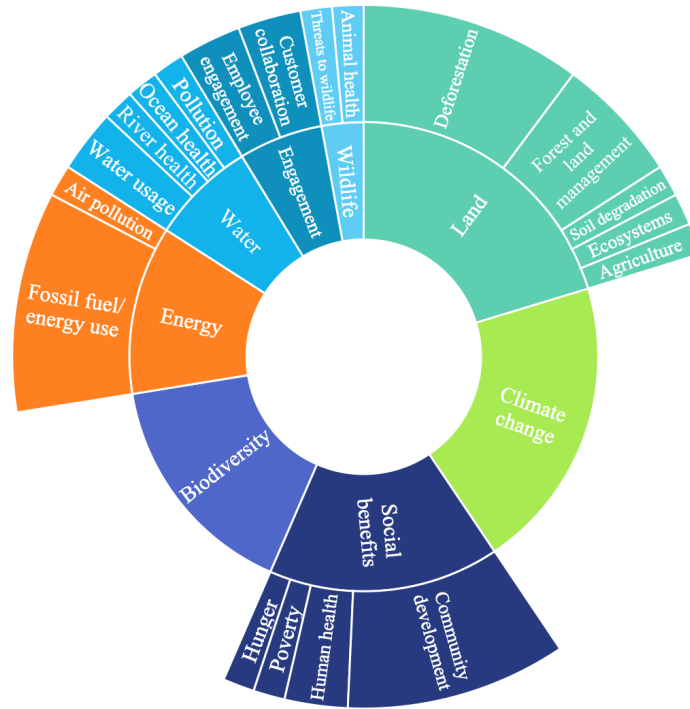 Deforestation
Forest and
land
management
Soil degradation
Ecosystems
Agriculture
Land
Climate
change
Social
benefits
Community
development
Human health
Poverty
Hunger
Biodiversity
Energy
Fossil fuel/
energy use
Air pollution
Water
Water usage
River health
Ocean health
Pollution
Engagement
Employee
engagement
Customer
collaboration
Wildlife
Threats to wildlife
Animal health